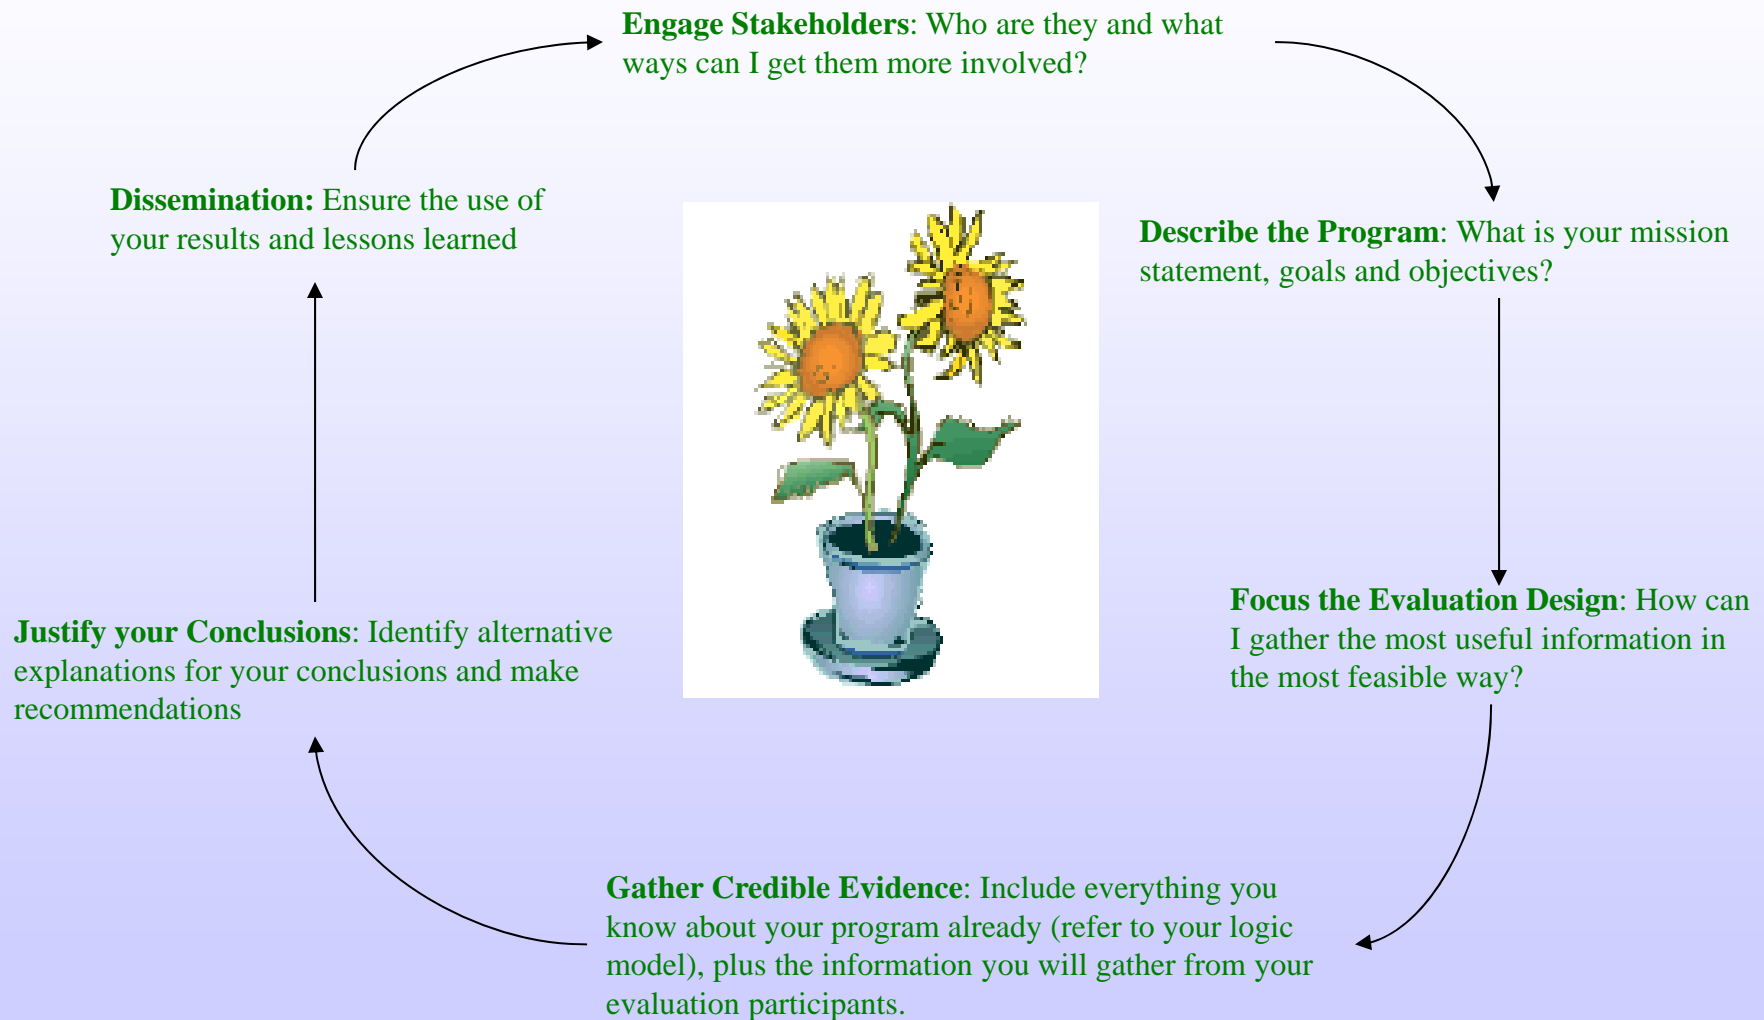 Engage Stakeholders: Who are they and what
ways can I get them more involved?
Describe the Program: What is your mission
statement, goals and objectives?
Focus the Evaluation Design: How can
I gather the most useful information in
the most feasible way?
Gather Credible Evidence: Include everything you
know about your program already (refer to your logic
model), plus the information you will gather from your
evaluation participants.
Justify your Conclusions: Identify alternative
explanations for your conclusions and make
recommendations
Dissemination: Ensure the use of
your results and lessons learned